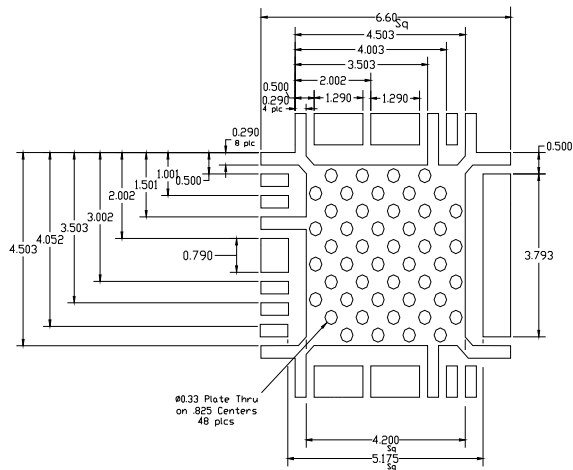 6.60
Sq
4.503
4.003
3.503
2.002
0.500
1.290
1.290
0.290
4 plc
0.290
8 plc
0.500
1.001
0.500
1.501
2.002
3.002
3.503
4.052
4.503
0.790
3.793
Ø0.33 Plate Thru
on .825 Centers
48 plcs
4.200
Sq
5.175
Sq